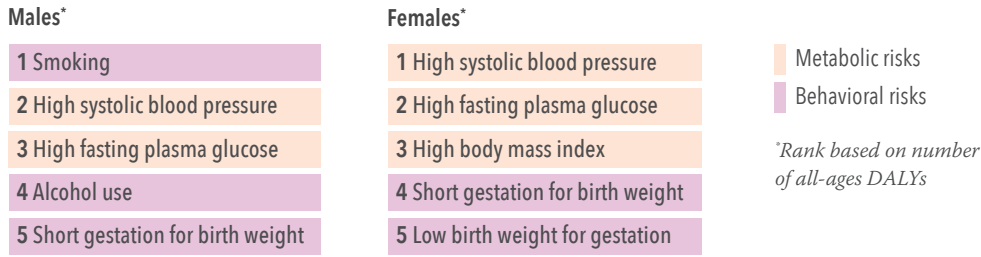 Males*
1 Smoking
2 High systolic blood pressure
3 High fasting plasma glucose
4 Alcohol use
5 Short gestation for birth weight
Females*
1 High systolic blood pressure
2 High fasting plasma glucose
3 High body mass index
4 Short gestation for birth weight
5 Low birth weight for gestation
Metabolic risks
Behavioral risks
*Rank based on number
of all-ages DALYs